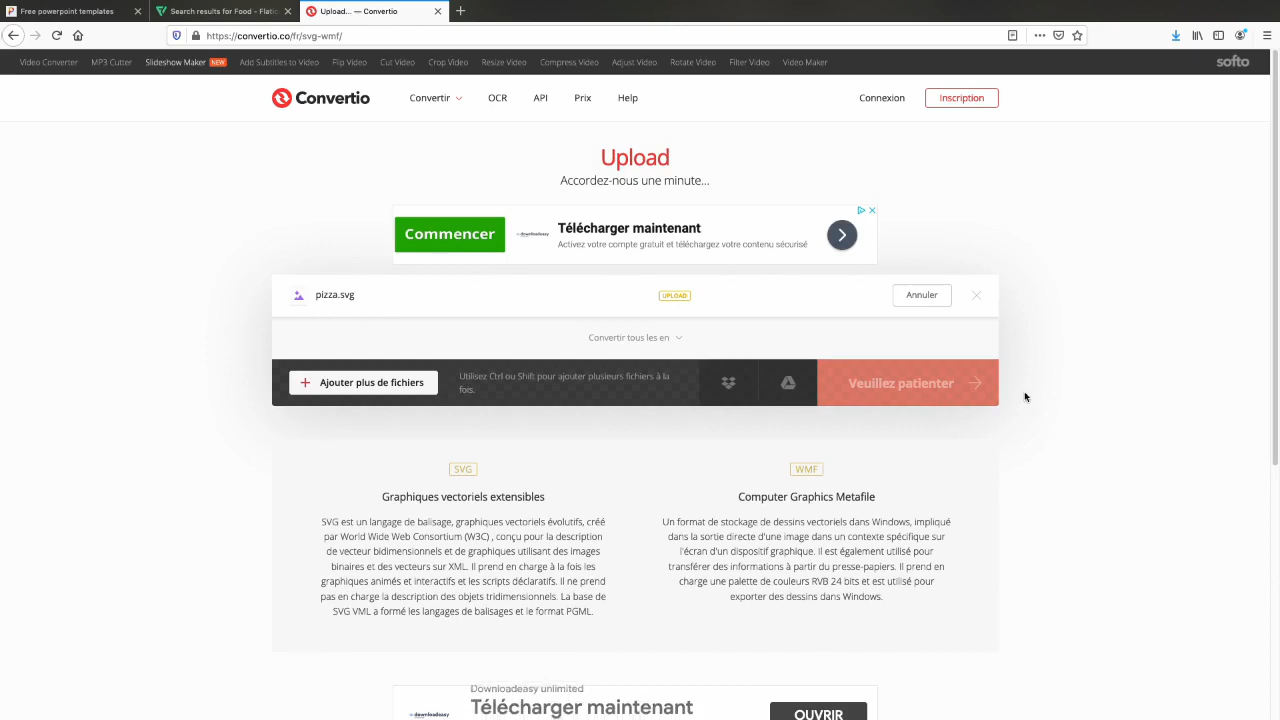 Free powerpoint templates
Search results for Food - Flatic
Upload... — Convertio
https://convertio.co/fr/svg-wmf/
Video Converter MP3 Cutter Slideshow Maker NEW Add Subtitles to Video Flip Video Cut Video Crop Video Resize Video Compress Video Adjust Video Rotate Video Filter Video Video Maker softo
Convertio Convertir OCR API Prix Help Connexion Inscription
Upload
Accordez-nous une minute...
Commencer
downloadeasy
Télécharger maintenant
Activez votre compte gratuit et téléchargez votre contenu sécurisé
pizza.svg UPLOAD Annuler
Convertir tous les en
Ajouter plus de fichiers
Utilisez Ctrl ou Shift pour ajouter plusieurs fichiers à la
fois.
Veuillez patienter
SVG
Graphiques vectoriels extensibles
SVG est un langage de balisage, graphiques vectoriels évolutifs, créé
par World Wide Web Consortium (W3C) , conçu pour la description
de vecteur bidimensionnels et de graphiques utilisant des images
binaires et des vecteurs sur XML. Il prend en charge à la fois les
graphiques animés et interactifs et les scripts déclaratifs. Il ne prend
pas en charge la description des objets tridimensionnels. La base de
SVG VML a formé les langages de balisages et le format PGML.
WMF
Computer Graphics Metafile
Un format de stockage de dessins vectoriels dans Windows, impliqué
dans la sortie directe d'une image dans un contexte spécifique sur
l'écran d'un dispositif graphique. Il est également utilisé pour
transférer des informations à partir du presse-papiers. Il prend en
charge une palette de couleurs RVB 24 bits et est utilisé pour
exporter des dessins dans Windows.
Downloadeasy unlimited
downloadeasy
Télécharger maintenant
OUVRIR